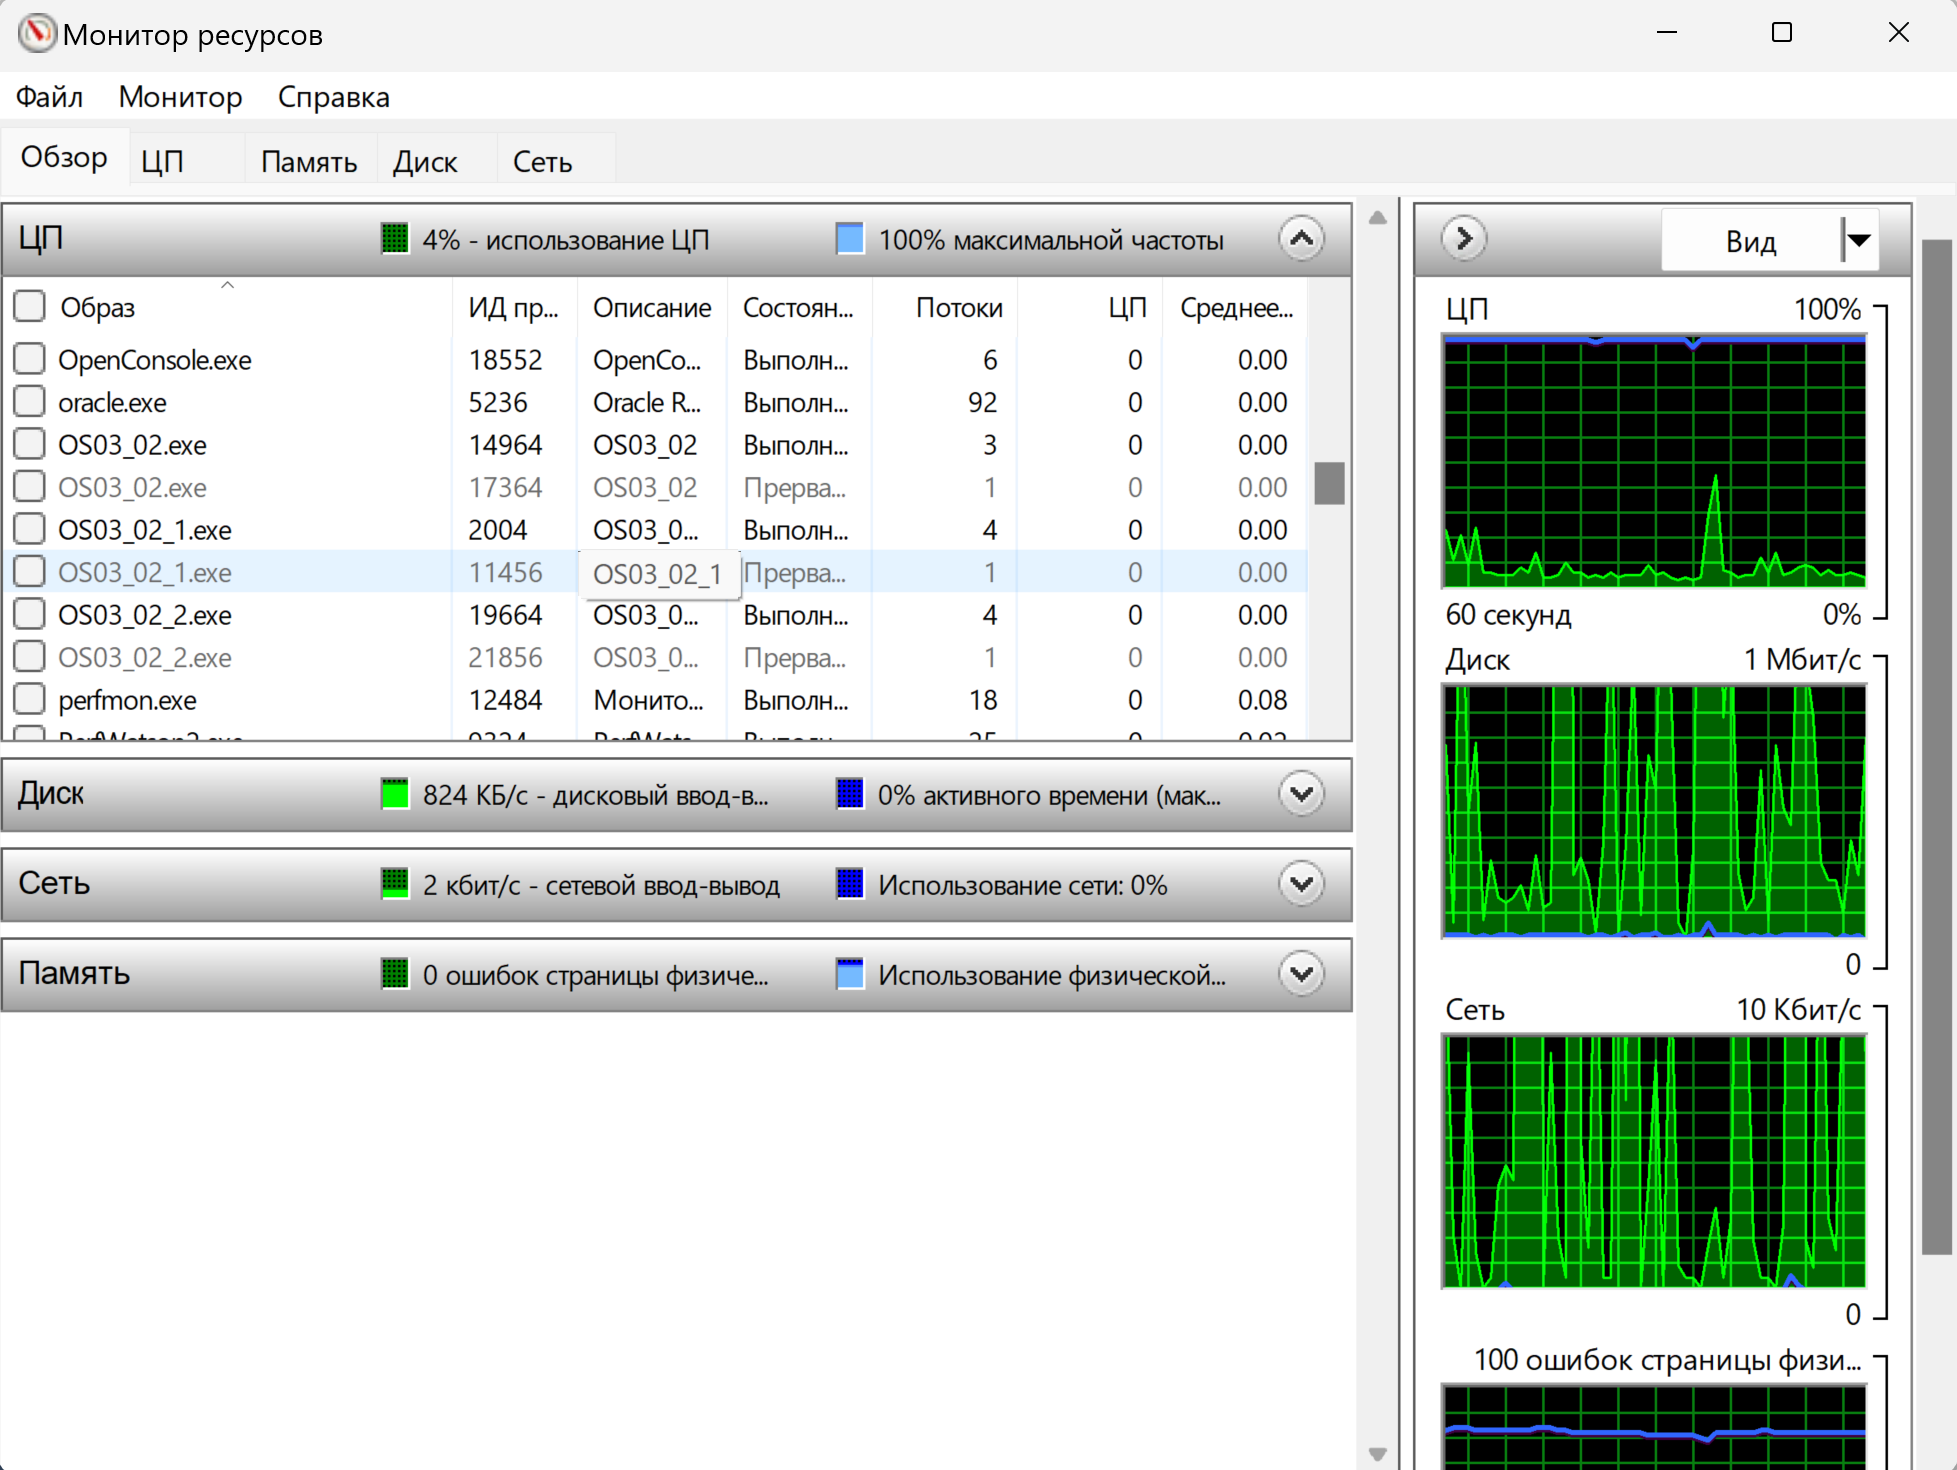 Монитор ресурсов
Файл Монитор Справка
Обзор ЦП Память Диск Сеть
ЦП 4% - использование ЦП 100% максимальной частоты
Образ ИД пр... Описание Состоян... Потоки ЦП Среднее...
OpenConsole.exe 18552 OpenCo... Выполн... 6 0 0.00
oracle.exe 5236 Oracle R... Выполн... 92 0 0.00
OS03_02.exe 14964 OS03_02 Выполн... 3 0 0.00
OS03_02.exe 17364 OS03_02 Прерва... 1 0 0.00
OS03_02_1.exe 2004 OS03_0... Выполн... 4 0 0.00
OS03_02_1.exe 11456 OS03_02_1 Прерва... 1 0 0.00
OS03_02_2.exe 19664 OS03_0... Выполн... 4 0 0.00
OS03_02_2.exe 21856 OS03_0... Прерва... 1 0 0.00
perfmon.exe 12484 Монито... Выполн... 18 0 0.08
Диск 824 КБ/с - дисковый ввод-в... 0% активного времени (мак...
Сеть 2 кбит/с - сетевой ввод-вывод Использование сети: 0%
Память 0 ошибок страницы физиче... Использование физической...
Вид
ЦП 100%
60 секунд 0%
Диск 1 Мбит/с
0
Сеть 10 Кбит/с
0
100 ошибок страницы физи...